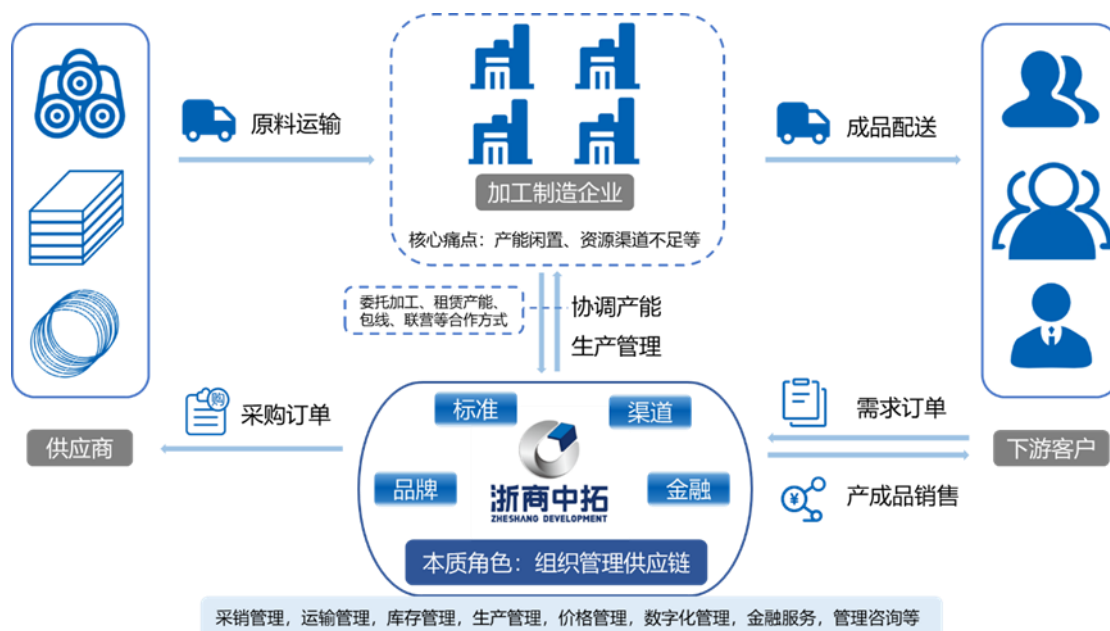 原料运输
成品配送
加工制造企业
核心痛点：产能闲置、资源渠道不足等
委托加工、租赁产能、
包线、联营等合作方式
协调产能
生产管理
购
采购订单
供应商
标准
渠道
品牌
金融
浙商中拓
ZHESHANG DEVELOPMENT
本质角色：组织管理供应链
需求订单
下游客户
¥
产成品销售
采销管理，运输管理，库存管理，生产管理，价格管理，数字化管理，金融服务，管理咨询等